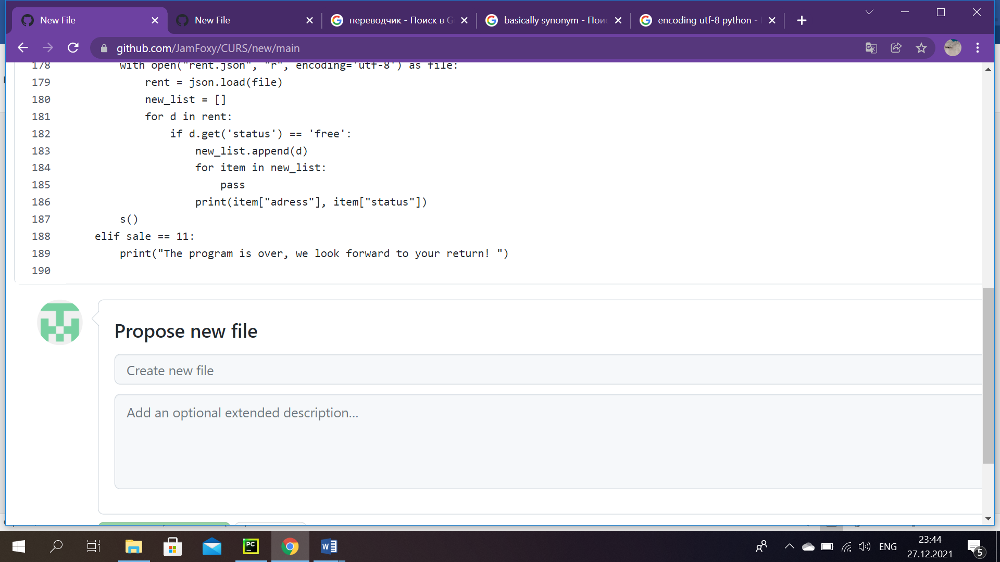 New File
New File
переводчик - Поиск в G
basically synonym - Пои
encoding utf-8 python -
github.com/JamFoxy/CURS/new/main
178 with open("rent.json", "r", encoding='utf-8') as file:
179 rent = json.load(file)
180 new_list = []
181 for d in rent:
182 if d.get('status') == 'free':
183 new_list.append(d)
184 for item in new_list:
185 pass
186 print(item["adress"], item["status"])
187 s()
188 elif sale == 11:
189 print("The program is over, we look forward to your return! ")
190
Propose new file
Create new file
Add an optional extended description...
PC
W
ENG
23:44
27.12.2021
5